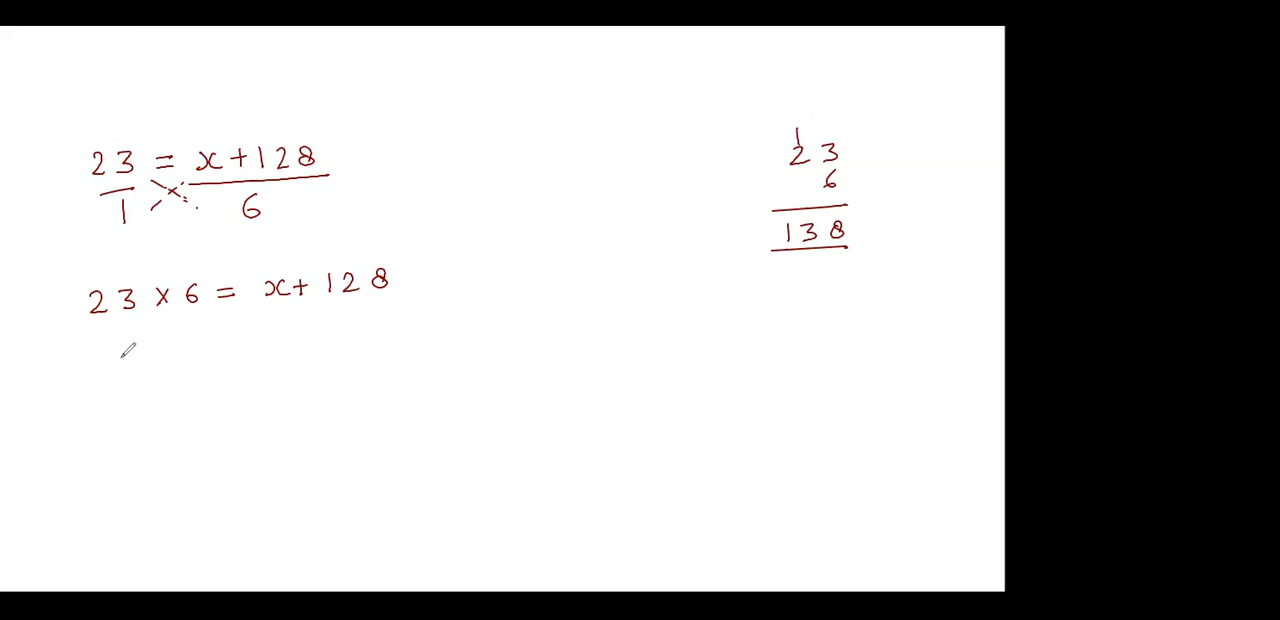 23 = x+128
1 6
23 × 6 = x+ 128
1
23
6
138